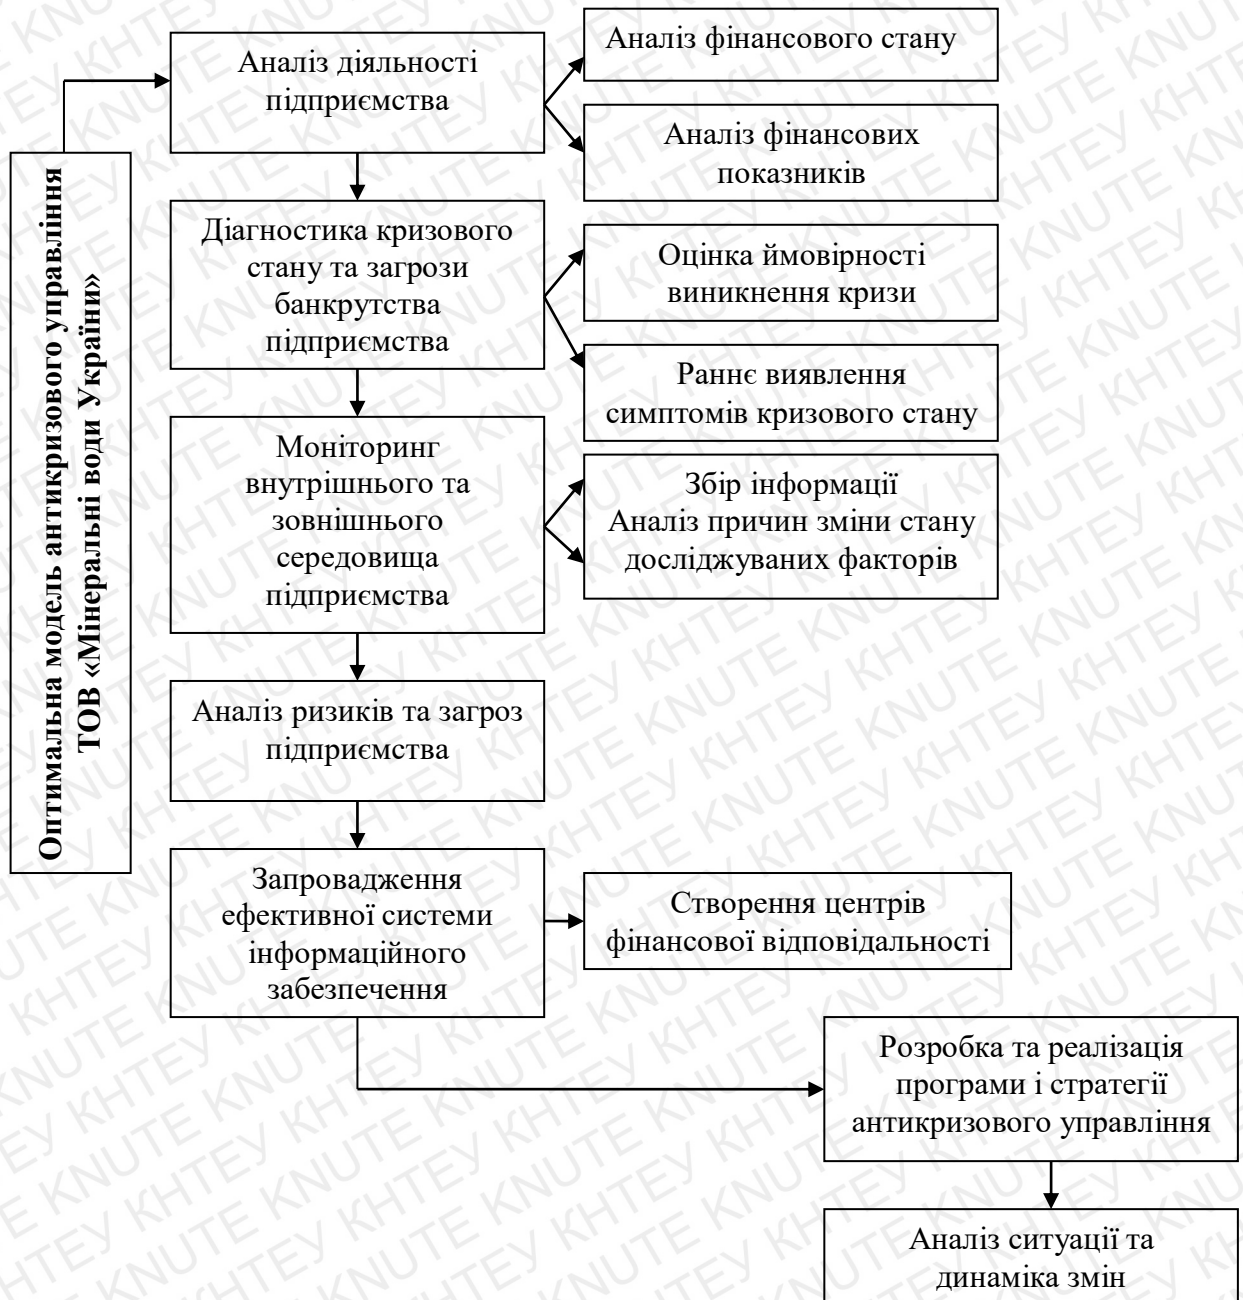 Оптимальна модель антикризового управління
ТОВ «Мінеральні води України»
Аналіз діяльності
підприємства
Аналіз фінансового стану
Аналіз фінансових
показників
Діагностика кризового
стану та загрози
банкрутства
підприємства
Оцінка ймовірності
виникнення кризи
Раннє виявлення
симптомів кризового стану
Моніторинг
внутрішнього та
зовнішнього
середовища
підприємства
Збір інформації
Аналіз причин зміни стану
досліджуваних факторів
Аналіз ризиків та загроз
підприємства
Запровадження
ефективної системи
інформаційного
забезпечення
Створення центрів
фінансової відповідальності
Розробка та реалізація
програми і стратегії
антикризового управління
Аналіз ситуації та
динаміка змін